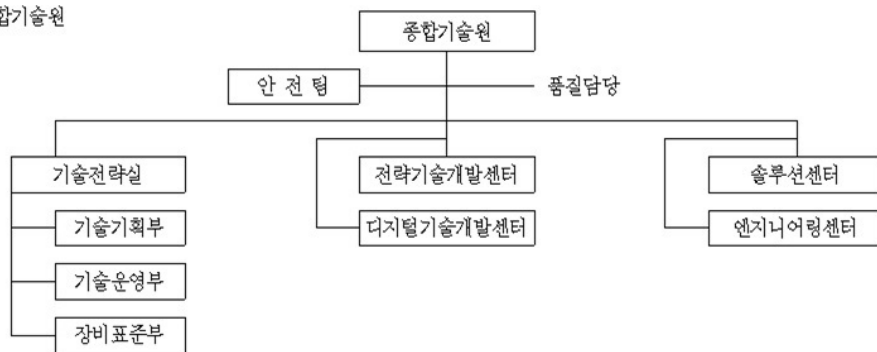 합기술원
종합기술원
안 전 팀
품질담당
기술전략실
전략기술개발센터
솔루션센터
기술기획부
디지털기술개발센터
엔지니어링센터
기술운영부
장비표준부